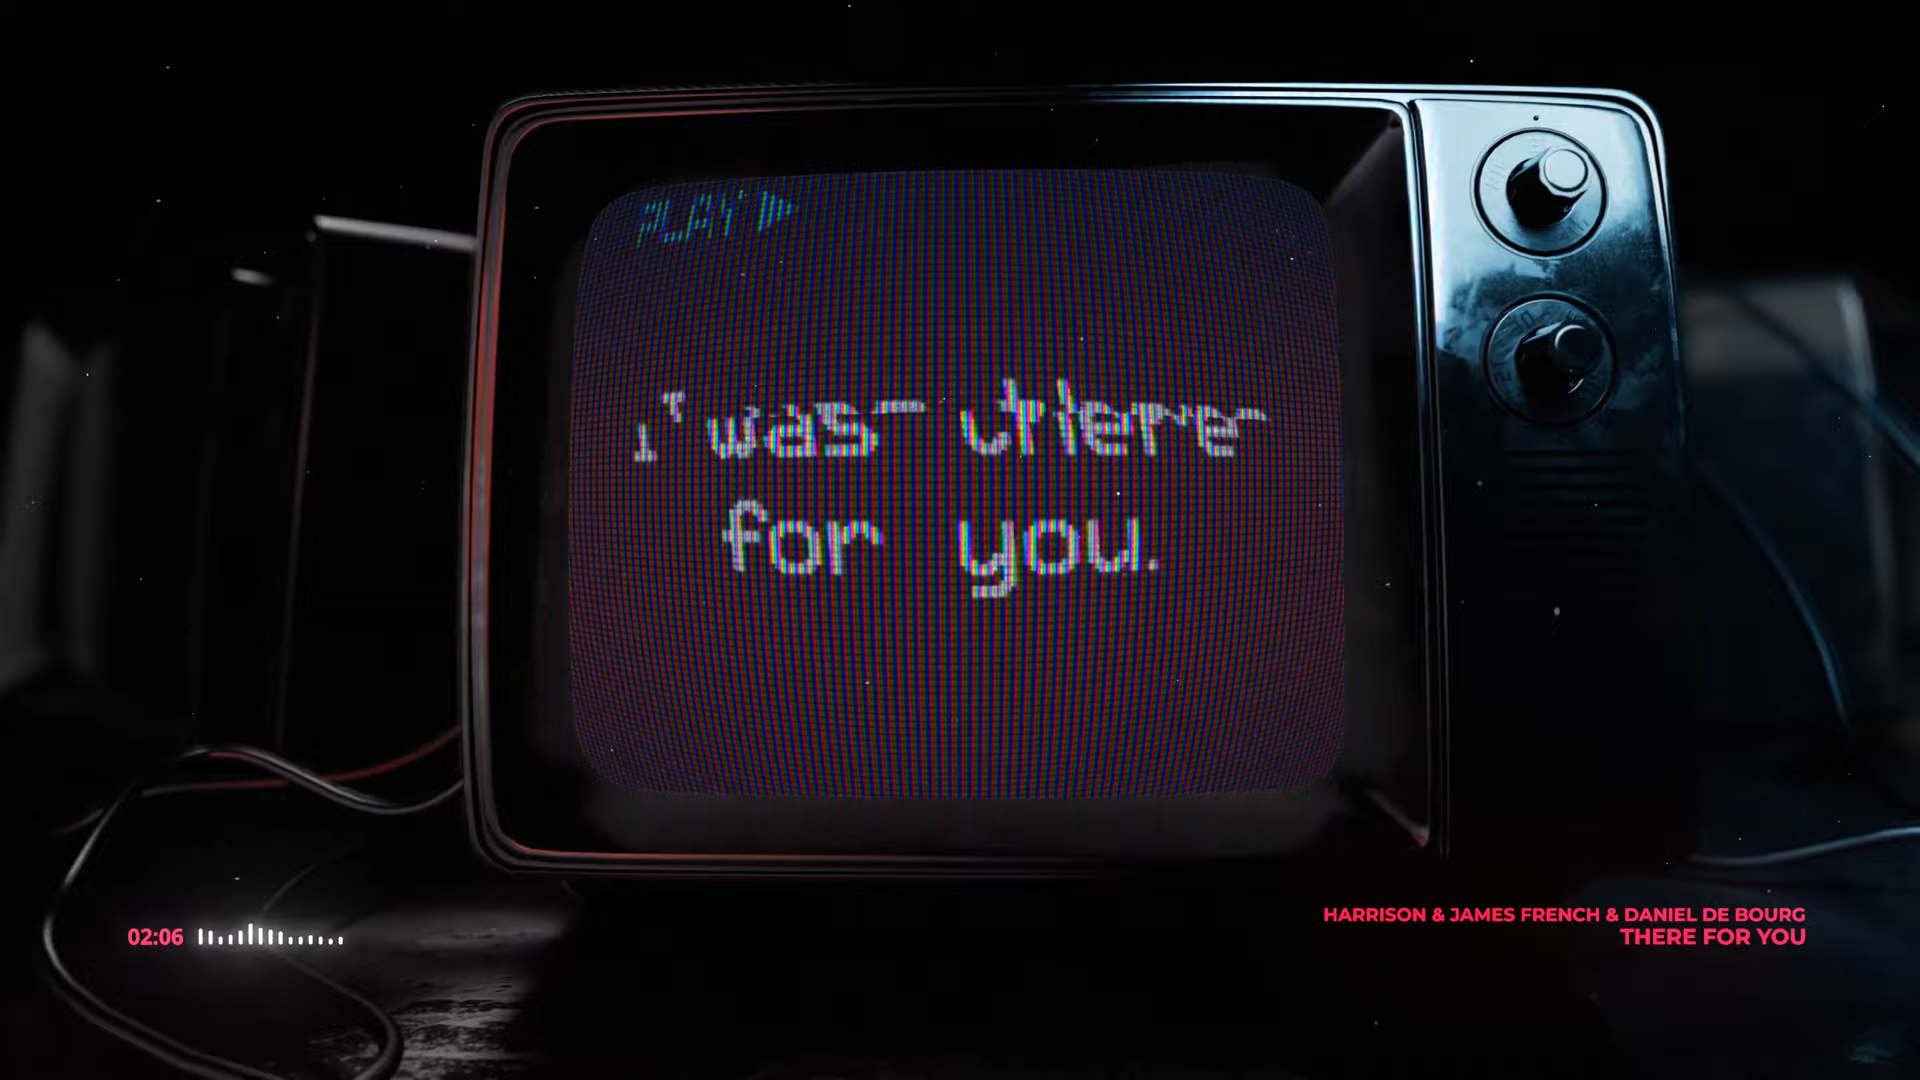 PLAY
I was there
for you.
HARRISON & JAMES FRENCH & DANIEL DE BOURG
02:06
THERE FOR YOU